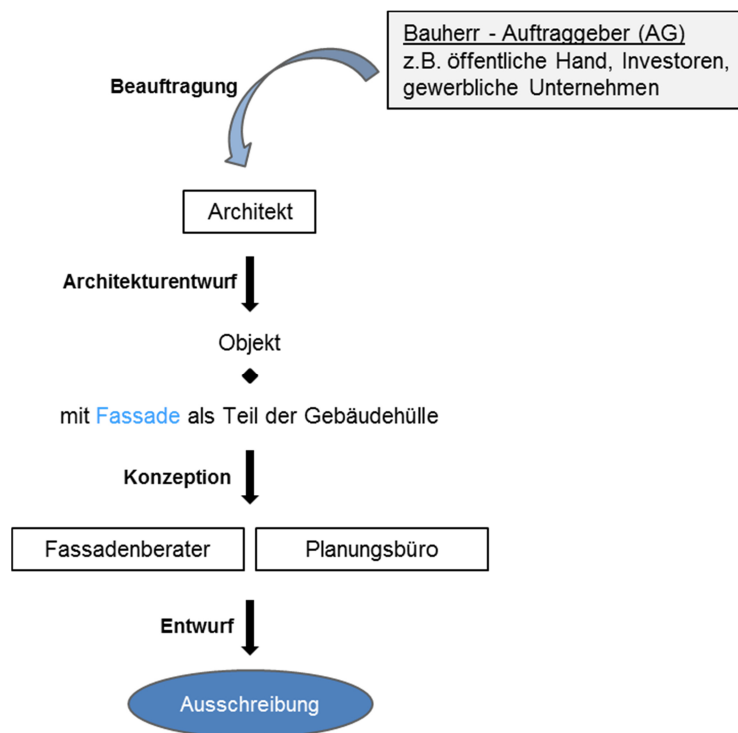 Bauherr - Auftraggeber (AG)
z.B. öffentliche Hand, Investoren,
gewerbliche Unternehmen
Beauftragung
Architekt
Architekturentwurf
Objekt
mit Fassade als Teil der Gebäudehülle
Konzeption
Fassadenberater
Planungsbüro
Entwurf
Ausschreibung